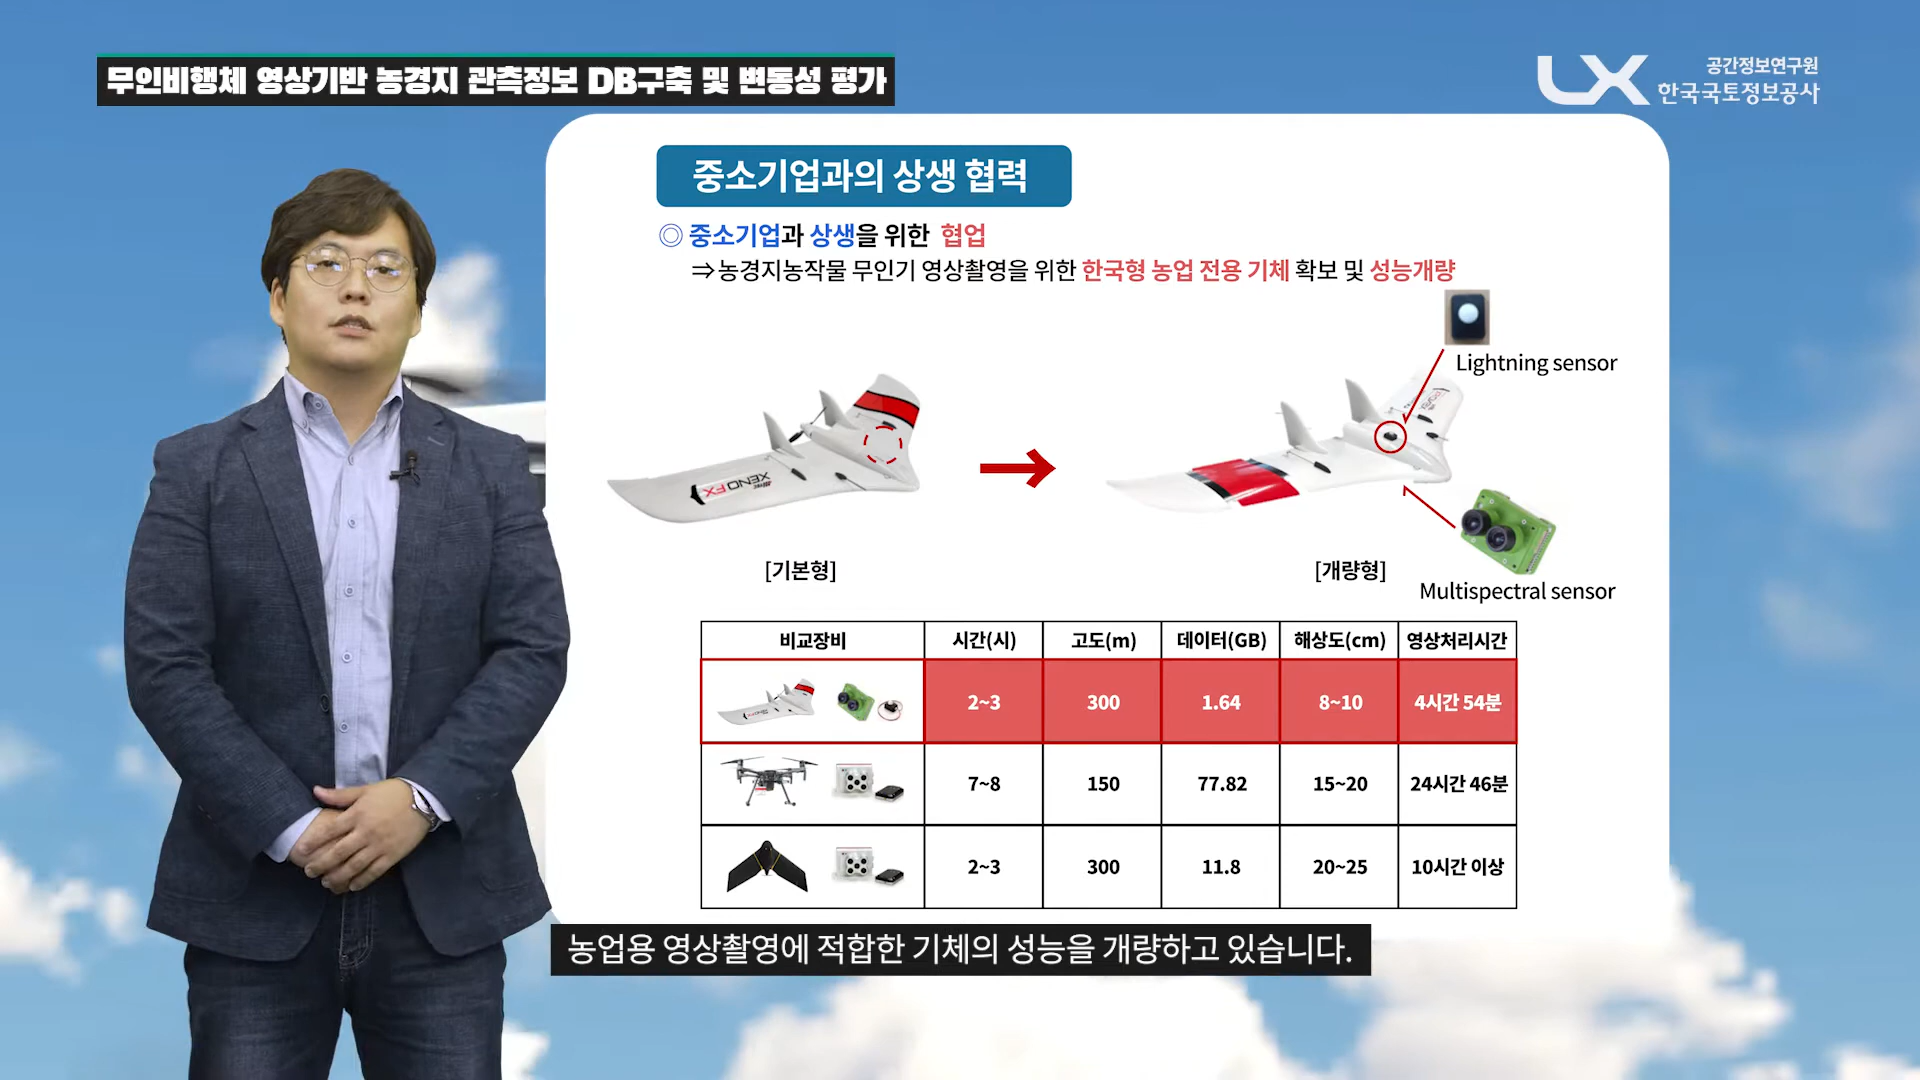 무인비행체 영상기반 농경지 관측정보 DB구축 및 변동성 평가
LX 공간정보연구원
한국국토정보공사
중소기업과의 상생 협력
◎ 중소기업과 상생을 위한 협업
⇒농경지농작물 무인기 영상촬영을 위한 한국형 농업 전용 기체 확보 및 성능개량
Lightning sensor
XENO FX
[기본형]
[개량형]
Multispectral sensor
비교장비 시간(시) 고도(m) 데이터(GB) 해상도(cm) 영상처리시간
2~3 300 1.64 8~10 4시간 54분
7~8 150 77.82 15~20 24시간 46분
2~3 300 11.8 20~25 10시간 이상
농업용 영상촬영에 적합한 기체의 성능을 개량하고 있습니다.